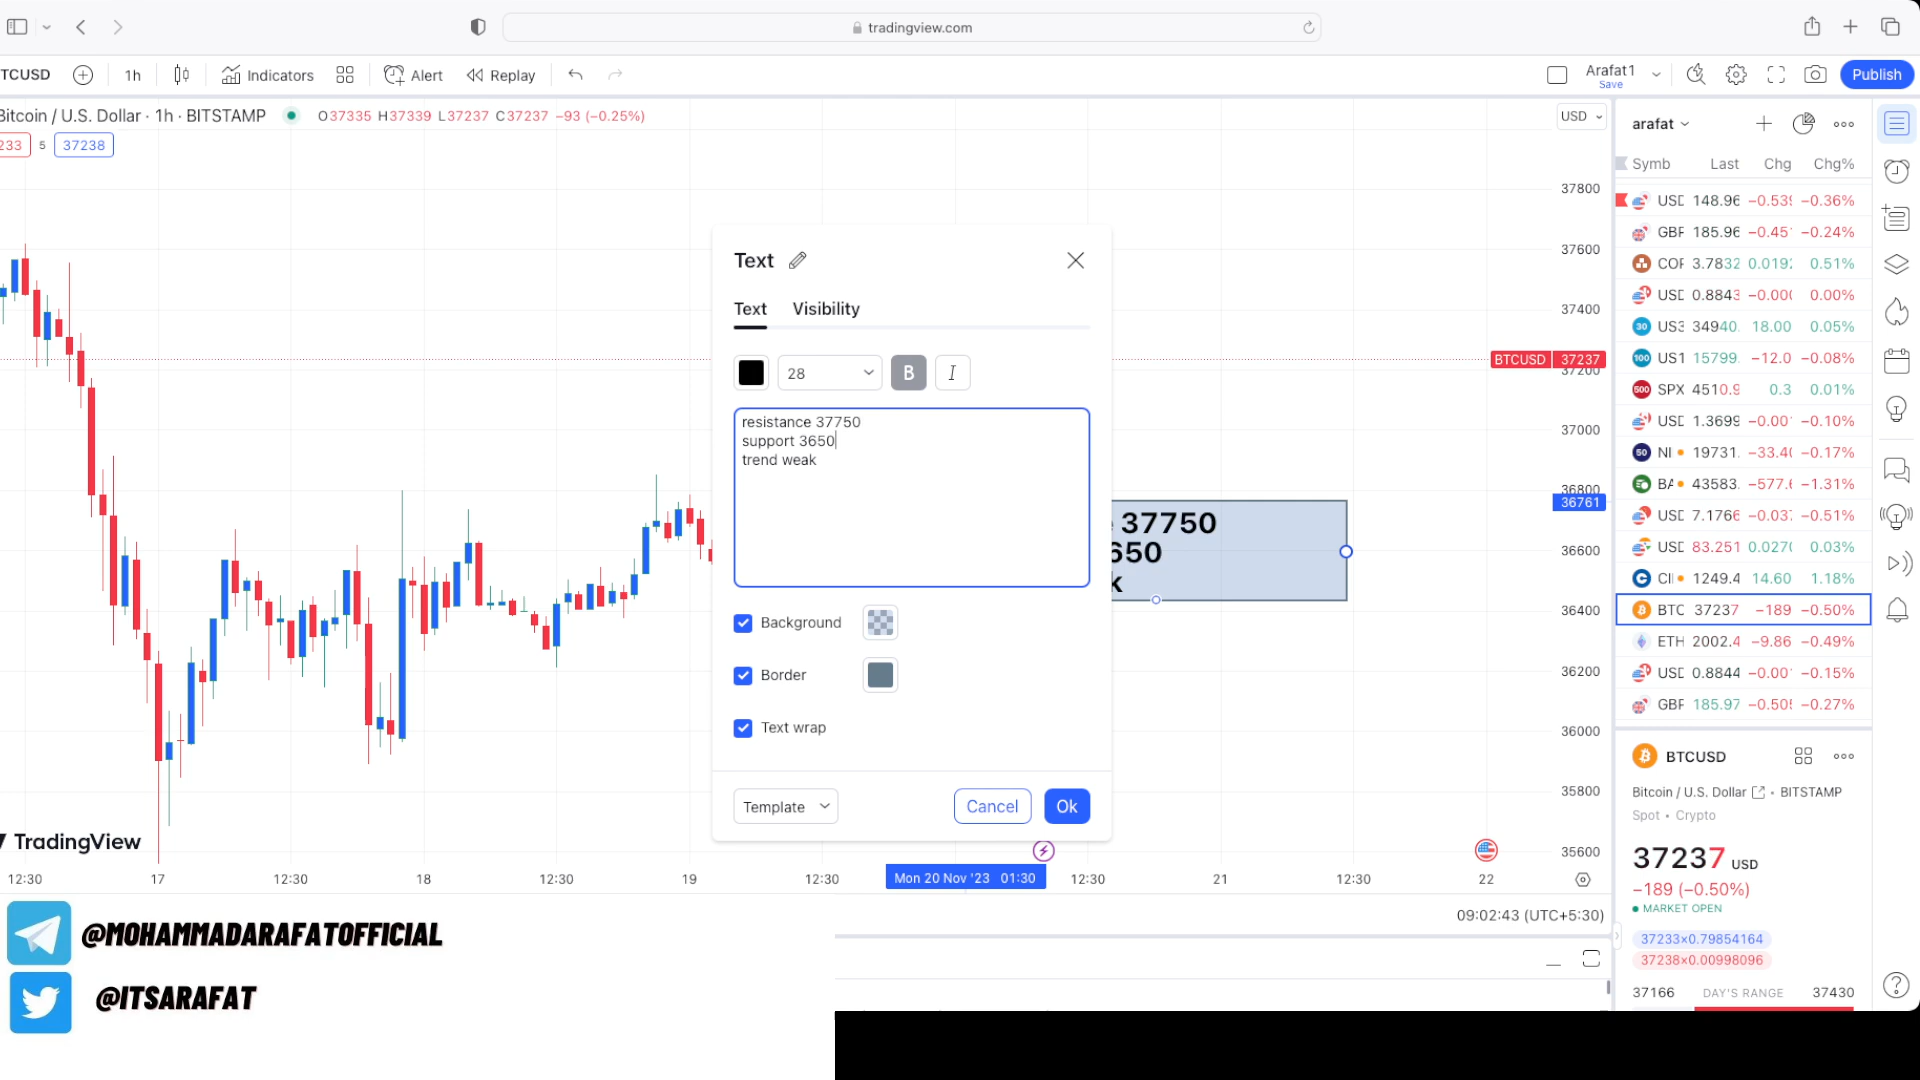 tradingview.com
TCUSD 1h Indicators Alert Replay Arafat1 Save Publish
Bitcoin / U.S. Dollar · 1h · BITSTAMP O37335 H37339 L37237 C37237 −93 (−0.25%)
233 5 37238
USD
37800
37600
37400
BTCUSD 37237
37200
37000
36800
36761
36600
36400
36200
36000
35800
35600
Text
Text Visibility
28 B I
resistance 37750
support 3650
trend weak
Background
Border
Text wrap
Template Cancel Ok
37750
650
k
TradingView
12:30 17 12:30 18 12:30 19 12:30 Mon 20 Nov '23 01:30 12:30 21 12:30 22
09:02:43 (UTC+5:30)
@MOHAMMADARAFATOFFICIAL
@ITSARAFAT
arafat
Symb Last Chg Chg%
USD 148.96 −0.539 −0.36%
GBP 185.96 −0.45 −0.24%
COP 3.7832 0.0192 0.51%
USD 0.8843 −0.00 0.00%
30 US3 34940. 18.00 0.05%
100 US1 15799. −12.0 −0.08%
500 SPX 4510.9 0.3 0.01%
USD 1.3699 −0.00 −0.10%
50 NI 19731. −33.40 −0.17%
BA 43583. −577.6 −1.31%
USD 7.1766 −0.03 −0.51%
USD 83.251 0.0270 0.03%
CI 1249.4 14.60 1.18%
BTC 37237 −189 −0.50%
ETH 2002.4 −9.86 −0.49%
USD 0.8844 −0.00 −0.15%
GBP 185.97 −0.505 −0.27%
BTCUSD
Bitcoin / U.S. Dollar • BITSTAMP
Spot • Crypto
37237 USD
−189 (−0.50%)
MARKET OPEN
37233×0.79854164
37238×0.00998096
37166 DAY'S RANGE 37430